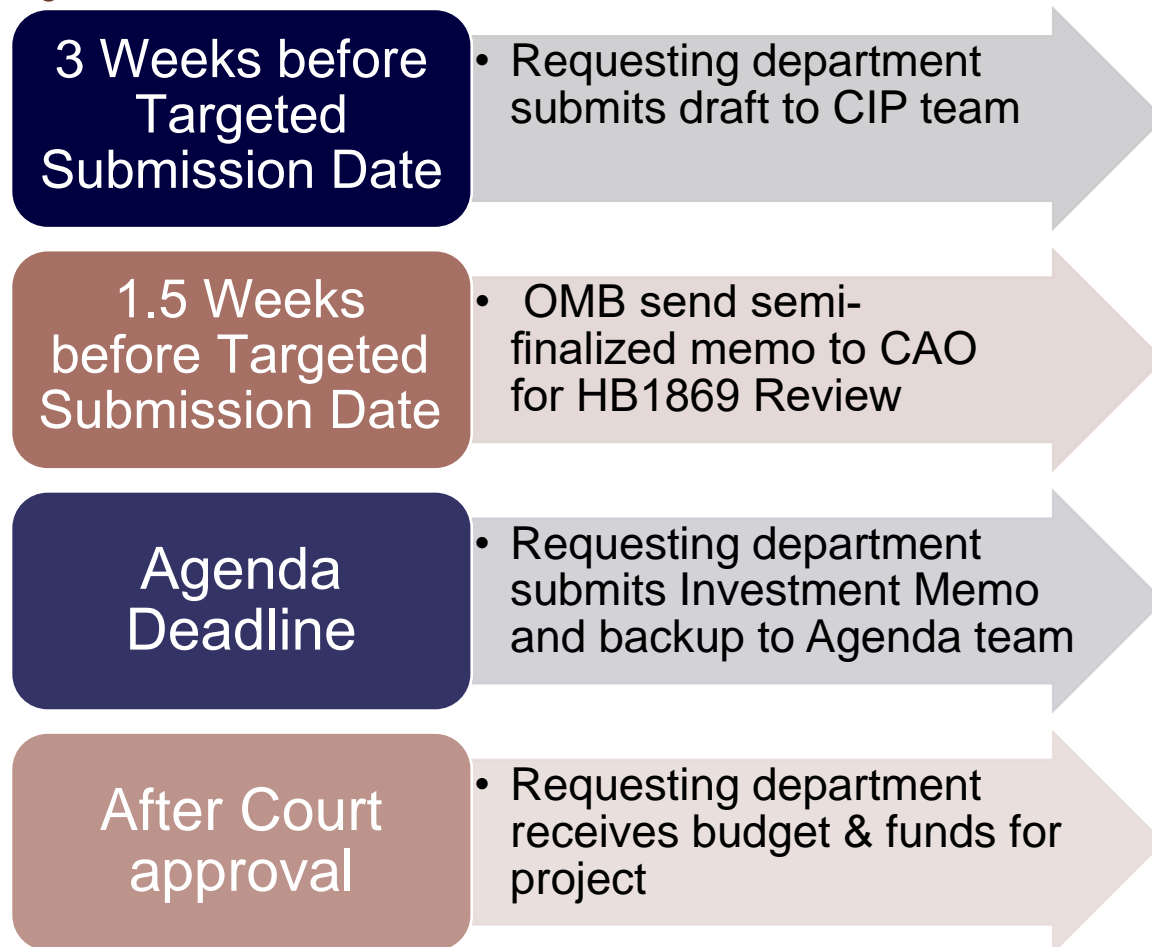 3 Weeks before
Targeted
Submission Date
• Requesting department
submits draft to CIP team
1.5 Weeks
before Targeted
Submission Date
• OMB send semi-
finalized memo to CAO
for HB1869 Review
Agenda
Deadline
• Requesting department
submits Investment Memo
and backup to Agenda team
After Court
approval
• Requesting department
receives budget & funds for
project